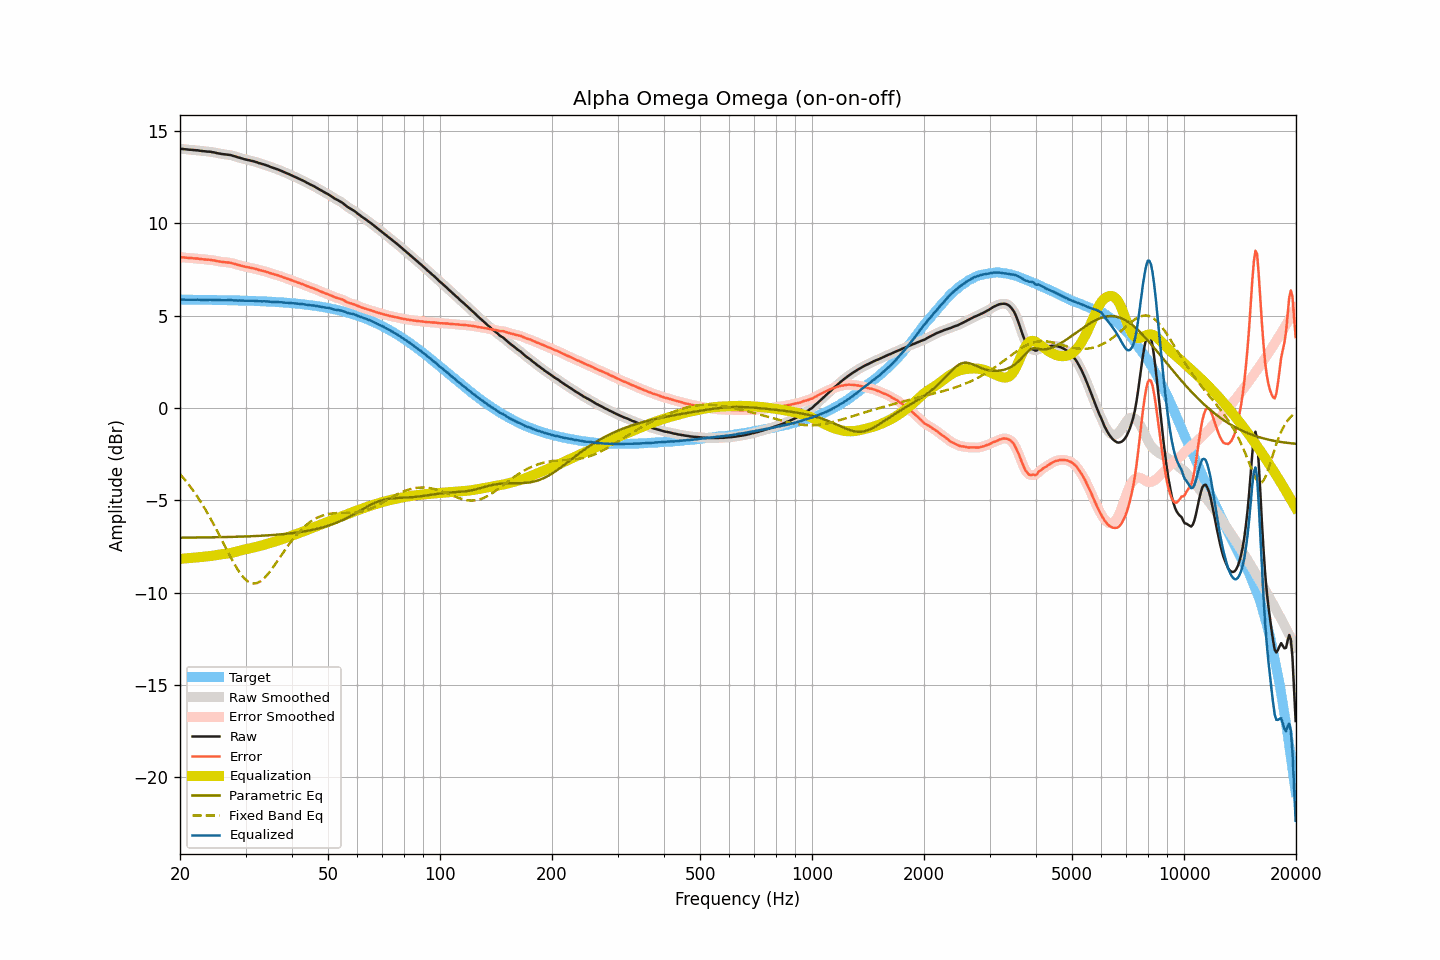 Alpha Omega Omega (on-on-off)
15
10
5
0
−5
−10
−15
−20
Amplitude (dBr)
Target
Raw Smoothed
Error Smoothed
Raw
Error
Equalization
Parametric Eq
Fixed Band Eq
Equalized
20 50 100 200 500 1000 2000 5000 10000 20000
Frequency (Hz)